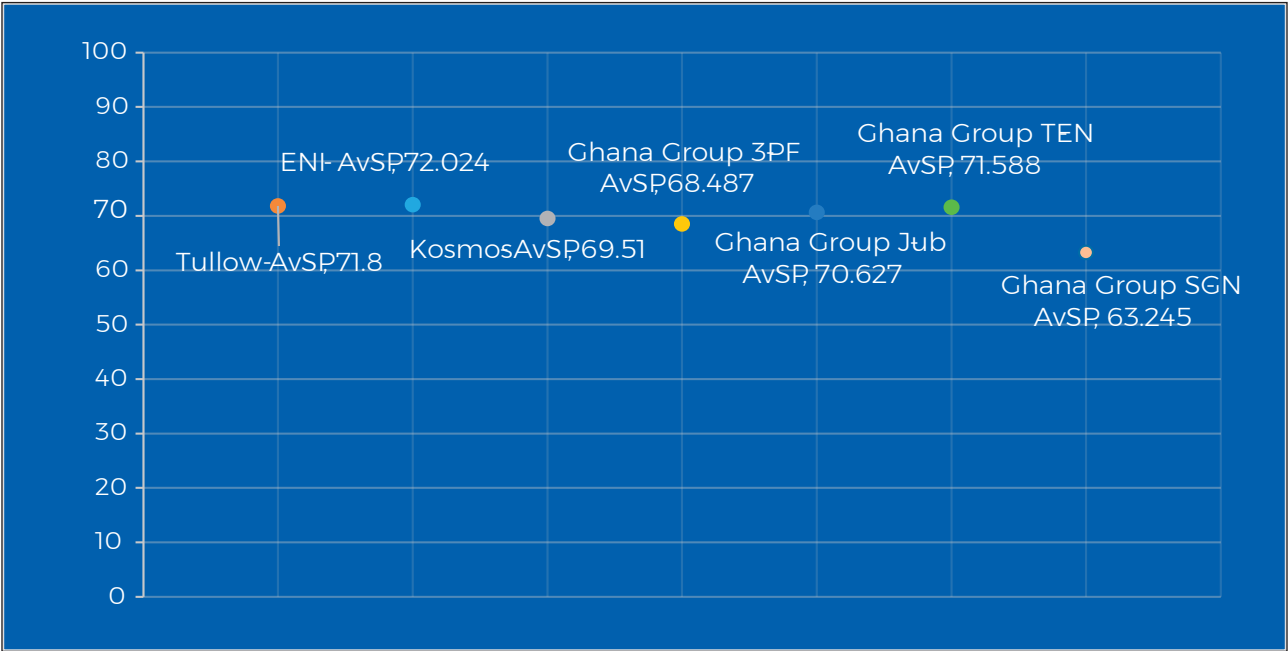 100
90
80
70
60
50
40
30
20
10
0
Tullow-AvSP, 71.8
ENI- AvSP, 72.024
Kosmos-AvSP, 69.51
Ghana Group 3PF-
AvSP, 68.487
Ghana Group Jub-
AvSP, 70.627
Ghana Group TEN-
AvSP, 71.588
Ghana Group SGN
AvSP, 63.245